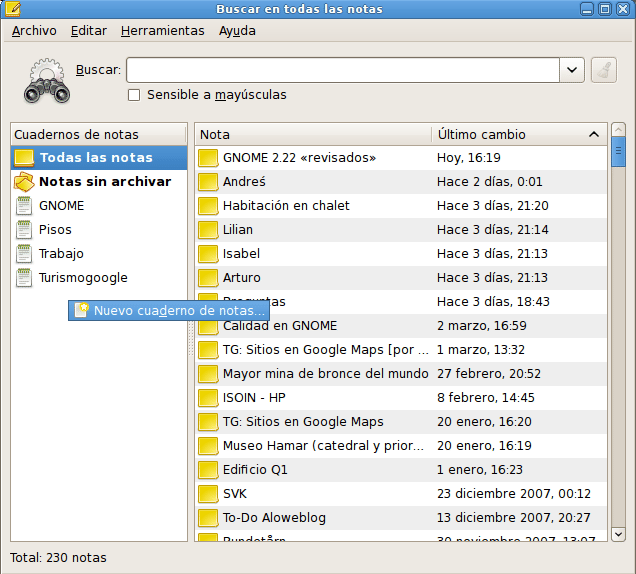 Buscar en todas las notas
Archivo Editar Herramientas Ayuda
Buscar:
Sensible a mayúsculas
Cuadernos de notas
Todas las notas
Notas sin archivar
GNOME
Pisos
Trabajo
Turismogoogle
Nuevo cuaderno de notas...
Nota Último cambio
GNOME 2.22 «revisados» Hoy, 16:19
Andreś Hace 2 días, 0:01
Habitación en chalet Hace 3 días, 21:20
Lilian Hace 3 días, 21:14
Isabel Hace 3 días, 21:13
Arturo Hace 3 días, 21:13
Preguntas Hace 3 días, 18:43
Calidad en GNOME 2 marzo, 16:59
TG: Sitios en Google Maps [por ... 1 marzo, 13:32
Mayor mina de bronce del mundo 27 febrero, 20:52
ISOIN - HP 8 febrero, 14:45
TG: Sitios en Google Maps 20 enero, 16:20
Museo Hamar (catedral y prior... 20 enero, 16:19
Edificio Q1 1 enero, 16:23
SVK 23 diciembre 2007, 00:12
To-Do Aloweblog 13 diciembre 2007, 20:27
Rundetårn 30 noviembre 2007, 13:07
Total: 230 notas